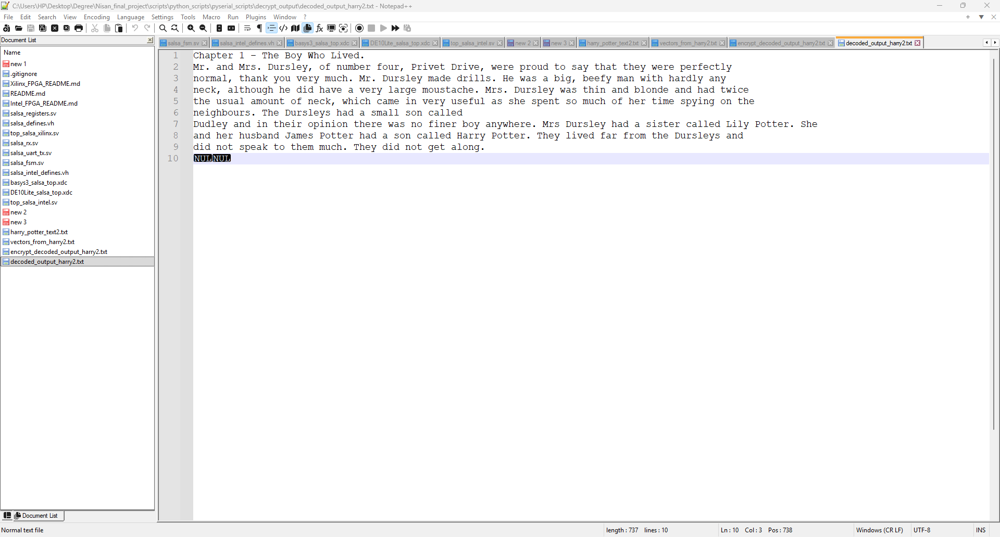 C:\Users\HP\Desktop\Degree\Nisan_final_project\scripts\python_scripts\pyserial_scripts\decrypt_output\decoded_output_harry2.txt - Notepad++
File Edit Search View Encoding Language Settings Tools Macro Run Plugins Window ?
Document List
salsa_fsm.sv salsa_intel_defines.vh basys3_salsa_top.xdc DE10Lite_salsa_top.xdc top_salsa_intel.sv new 2 new 3 harry_potter_text2.txt vectors_from_harry2.txt encrypt_decoded_output_harry2.txt decoded_output_harry2.txt
Name
new 1
.gitignore
Xilinx_FPGA_README.md
README.md
Intel_FPGA_README.md
salsa_registers.sv
salsa_defines.vh
top_salsa_xilinx.sv
salsa_rx.sv
salsa_uart_tx.sv
salsa_fsm.sv
salsa_intel_defines.vh
basys3_salsa_top.xdc
DE10Lite_salsa_top.xdc
top_salsa_intel.sv
new 2
new 3
harry_potter_text2.txt
vectors_from_harry2.txt
encrypt_decoded_output_harry2.txt
decoded_output_harry2.txt
1 Chapter 1 - The Boy Who Lived.
2 Mr. and Mrs. Dursley, of number four, Privet Drive, were proud to say that they were perfectly
3 normal, thank you very much. Mr. Dursley made drills. He was a big, beefy man with hardly any
4 neck, although he did have a very large moustache. Mrs. Dursley was thin and blonde and had twice
5 the usual amount of neck, which came in very useful as she spent so much of her time spying on the
6 neighbours. The Dursleys had a small son called
7 Dudley and in their opinion there was no finer boy anywhere. Mrs Dursley had a sister called Lily Potter. She
8 and her husband James Potter had a son called Harry Potter. They lived far from the Dursleys and
9 did not speak to them much. They did not get along.
10 NULNUL
Document List
Normal text file length : 737 lines : 10 Ln : 10 Col : 3 Pos : 738 Windows (CR LF) UTF-8 INS